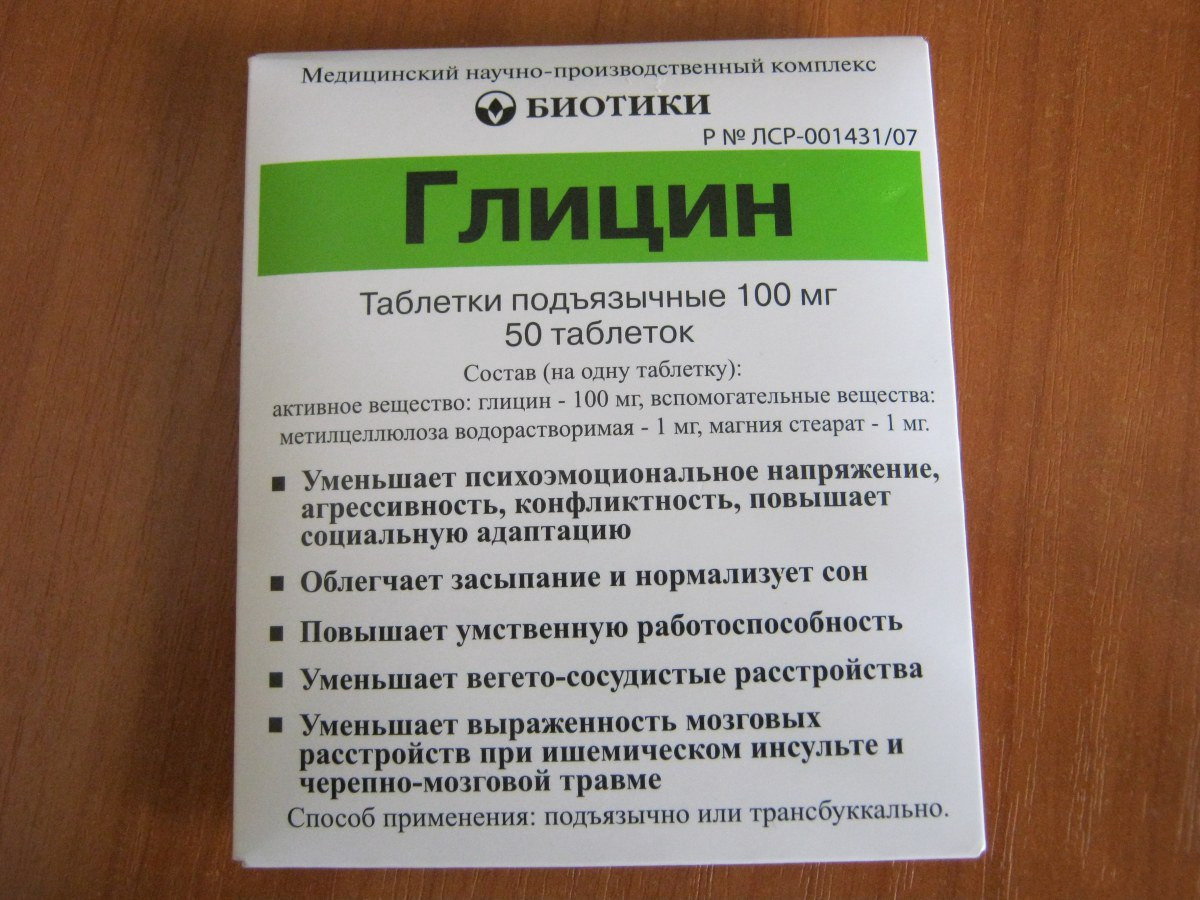 Медицинский научно-производственный комплекс
БИОТИКИ
Р № ЛСР-001431/07
Глицин
Таблетки подъязычные 100 мг
50 таблеток
Состав (на одну таблетку):
активное вещество: глицин - 100 мг, вспомогательные вещества:
метилцеллюлоза водорастворимая - 1 мг, магния стеарат - 1 мг.
■ Уменьшает психоэмоциональное напряжение,
агрессивность, конфликтность, повышает
социальную адаптацию
■ Облегчает засыпание и нормализует сон
■ Повышает умственную работоспособность
■ Уменьшает вегето-сосудистые расстройства
■ Уменьшает выраженность мозговых
расстройств при ишемическом инсульте и
черепно-мозговой травме
Способ применения: подъязычно или трансбуккально.